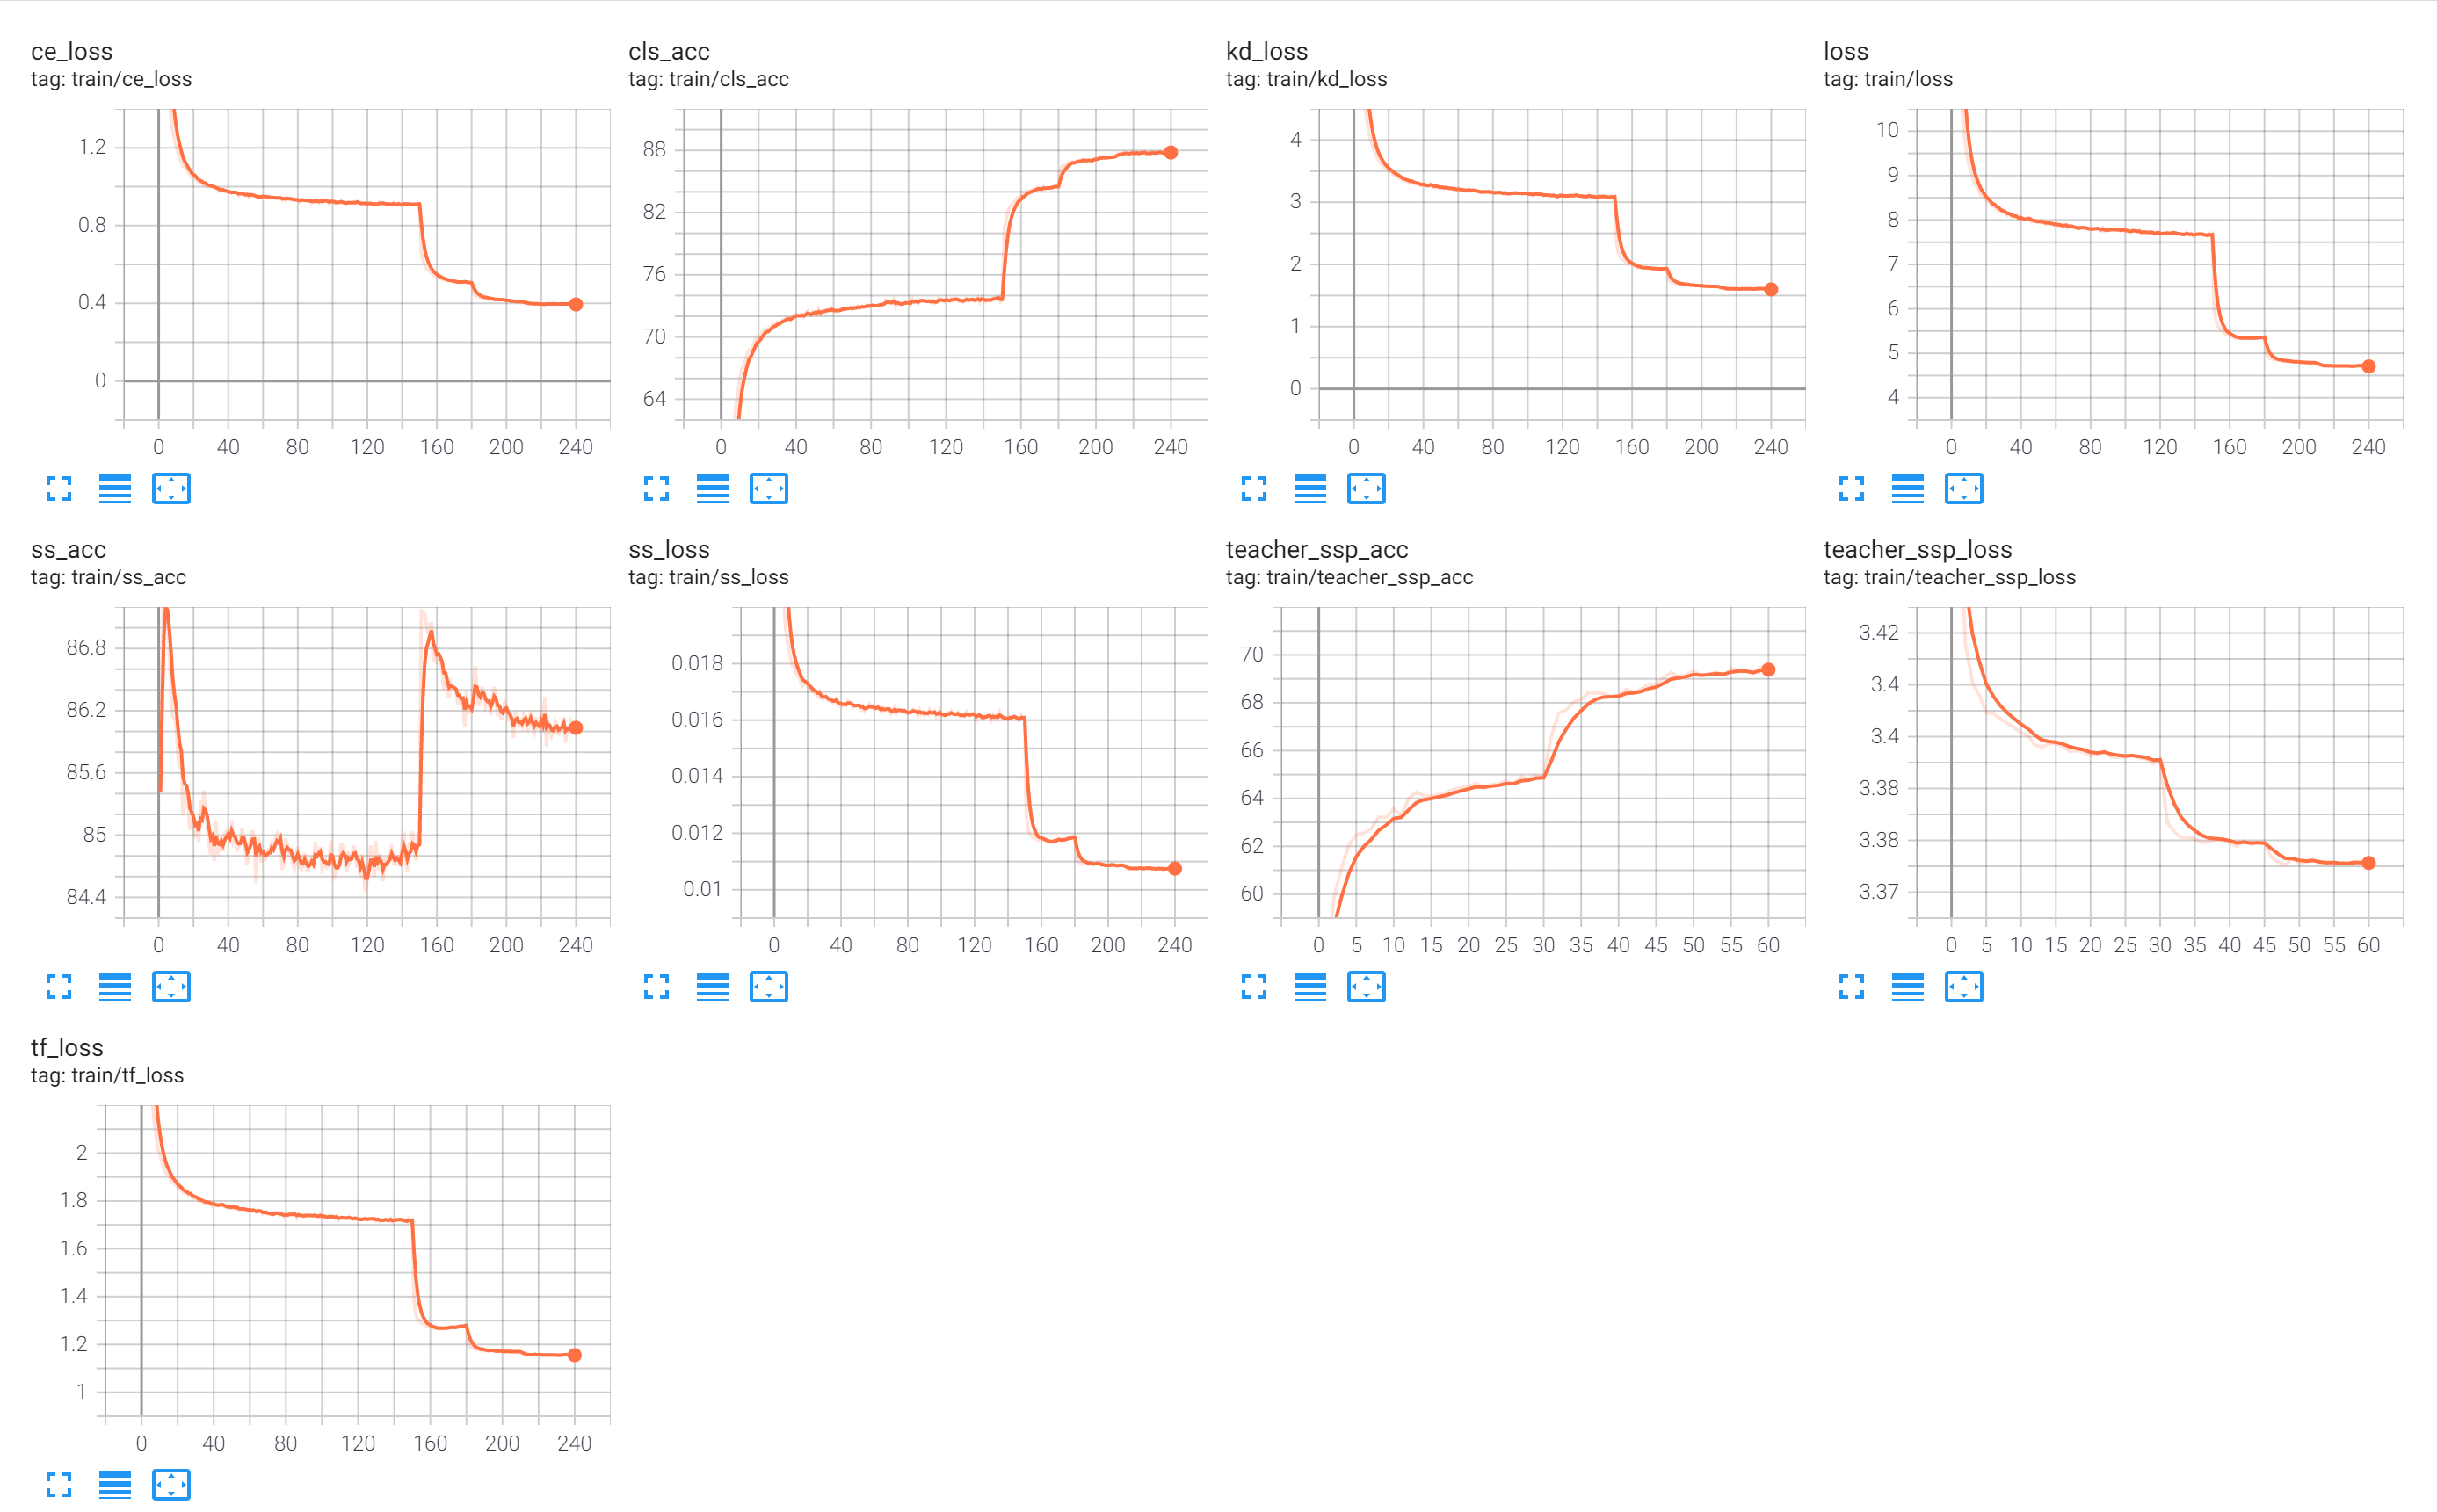 ce_loss
tag: train/ce_loss
1.2
0.8
0.4
0
0 40 80 120 160 200 240
cls_acc
tag: train/cls_acc
88
82
76
70
64
0 40 80 120 160 200 240
kd_loss
tag: train/kd_loss
4
3
2
1
0
0 40 80 120 160 200 240
loss
tag: train/loss
10
9
8
7
6
5
4
0 40 80 120 160 200 240
ss_acc
tag: train/ss_acc
86.8
86.2
85.6
85
84.4
0 40 80 120 160 200 240
ss_loss
tag: train/ss_loss
0.018
0.016
0.014
0.012
0.01
0 40 80 120 160 200 240
teacher_ssp_acc
tag: train/teacher_ssp_acc
70
68
66
64
62
60
0 5 10 15 20 25 30 35 40 45 50 55 60
teacher_ssp_loss
tag: train/teacher_ssp_loss
3.42
3.4
3.4
3.38
3.38
3.37
0 5 10 15 20 25 30 35 40 45 50 55 60
tf_loss
tag: train/tf_loss
2
1.8
1.6
1.4
1.2
1
0 40 80 120 160 200 240